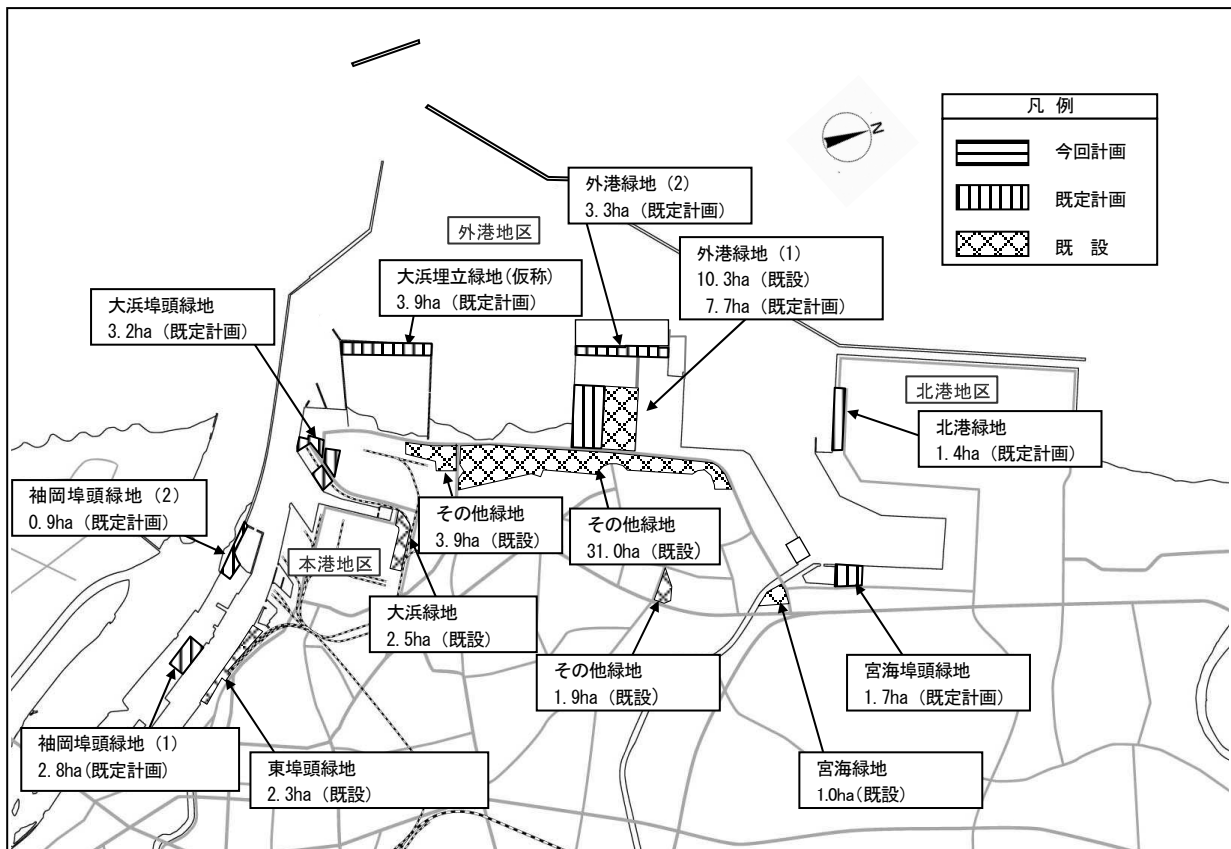 凡 例
今回計画
既定計画
既 設
N
外港緑地 (2)
3.3ha (既定計画)
外港地区
外港緑地 (1)
10.3ha (既設)
7.7ha (既定計画)
大浜埋立緑地(仮称)
3.9ha (既定計画)
大浜埠頭緑地
3.2ha (既定計画)
北港地区
北港緑地
1.4ha (既定計画)
袖岡埠頭緑地 (2)
0.9ha (既定計画)
その他緑地
3.9ha (既設)
その他緑地
31.0ha (既設)
本港地区
大浜緑地
2.5ha (既設)
その他緑地
1.9ha (既設)
宮海埠頭緑地
1.7ha (既定計画)
袖岡埠頭緑地 (1)
2.8ha(既定計画)
東埠頭緑地
2.3ha (既設)
宮海緑地
1.0ha(既設)